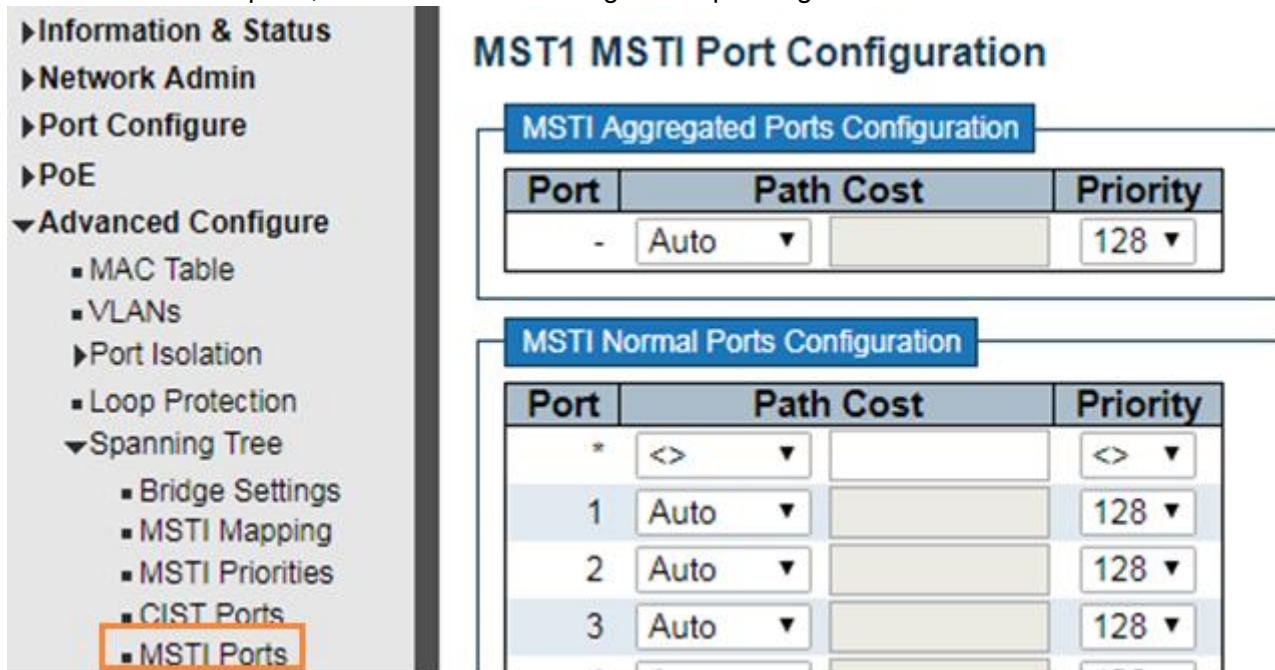 ▸Information & Status
▸Network Admin
▸Port Configure
▸PoE
▾Advanced Configure
▪ MAC Table
▪ VLANs
▸Port Isolation
▪ Loop Protection
▾Spanning Tree
▪ Bridge Settings
▪ MSTI Mapping
▪ MSTI Priorities
▪ CIST Ports
▪ MSTI Ports
MST1 MSTI Port Configuration
MSTI Aggregated Ports Configuration
Port Path Cost Priority
- Auto ▼ 128 ▼
MSTI Normal Ports Configuration
Port Path Cost Priority
* <> ▼ <> ▼
1 Auto ▼ 128 ▼
2 Auto ▼ 128 ▼
3 Auto ▼ 128 ▼